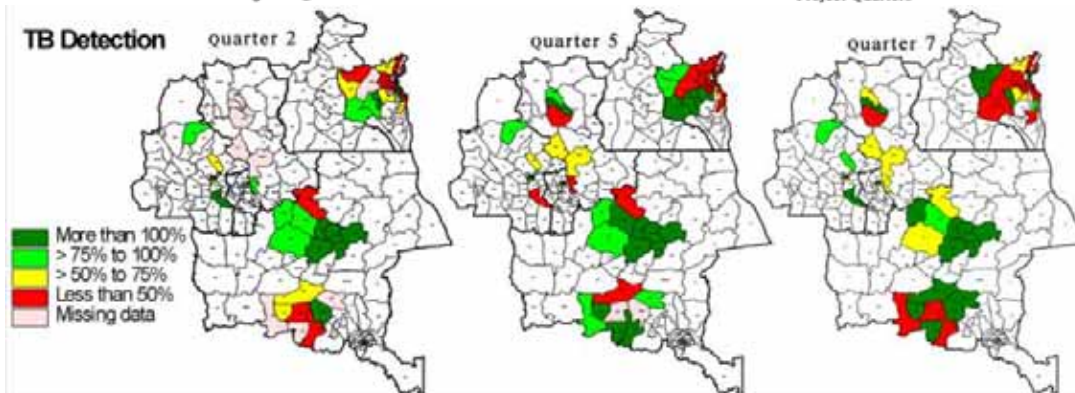 TB Detection
Quarter 2
Quarter 5
Quarter 7
More than 100%
> 75% to 100%
> 50% to 75%
Less than 50%
Missing data